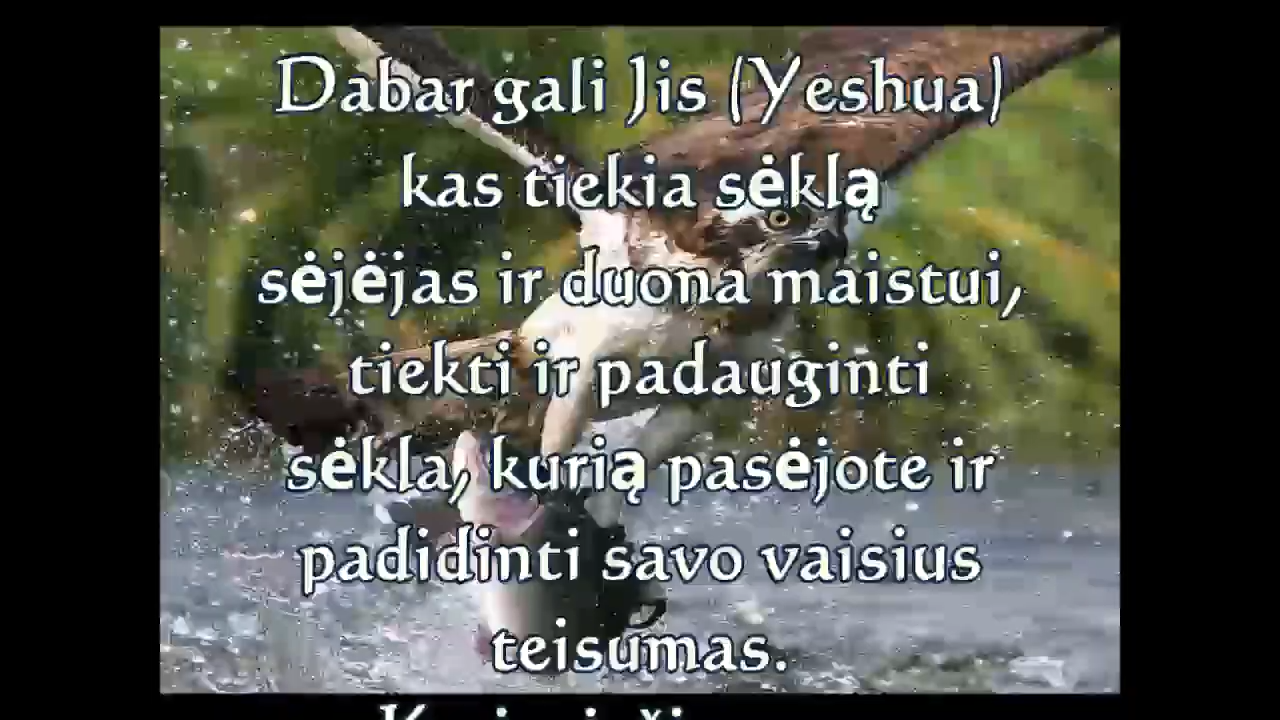 Dabar gali Jis (Yeshua)
kas tiekia sėklą
sėjėjas ir duona maistui,
tiekti ir padauginti
sėkla, kurią pasėjote ir
padidinti savo vaisius
teisumas.